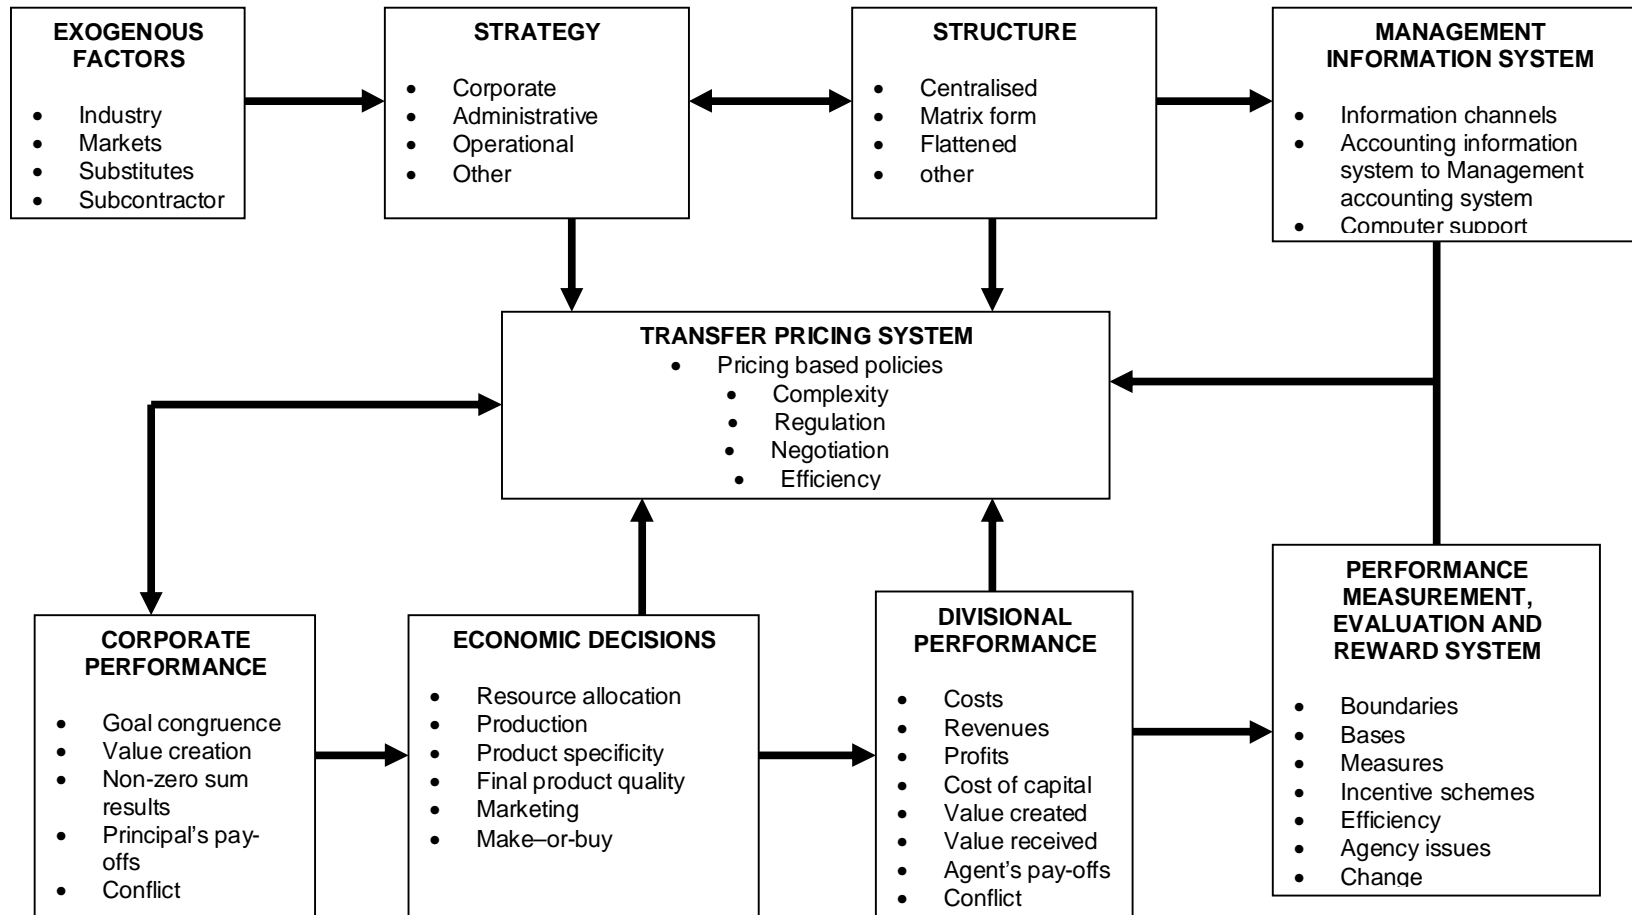 EXOGENOUS
FACTORS
• Industry
• Markets
• Substitutes
• Subcontractor
STRATEGY
• Corporate
• Administrative
• Operational
• Other
STRUCTURE
• Centralised
• Matrix form
• Flattened
• other
MANAGEMENT
INFORMATION SYSTEM
• Information channels
• Accounting information
system to Management
accounting system
• Computer support
TRANSFER PRICING SYSTEM
• Pricing based policies
• Complexity
• Regulation
• Negotiation
• Efficiency
CORPORATE
PERFORMANCE
• Goal congruence
• Value creation
• Non-zero sum
results
• Principal’s pay-
offs
• Conflict
ECONOMIC DECISIONS
• Resource allocation
• Production
• Product specificity
• Final product quality
• Marketing
• Make–or-buy
DIVISIONAL
PERFORMANCE
• Costs
• Revenues
• Profits
• Cost of capital
• Value created
• Value received
• Agent’s pay-offs
• Conflict
PERFORMANCE
MEASUREMENT,
EVALUATION AND
REWARD SYSTEM
• Boundaries
• Bases
• Measures
• Incentive schemes
• Efficiency
• Agency issues
• Change